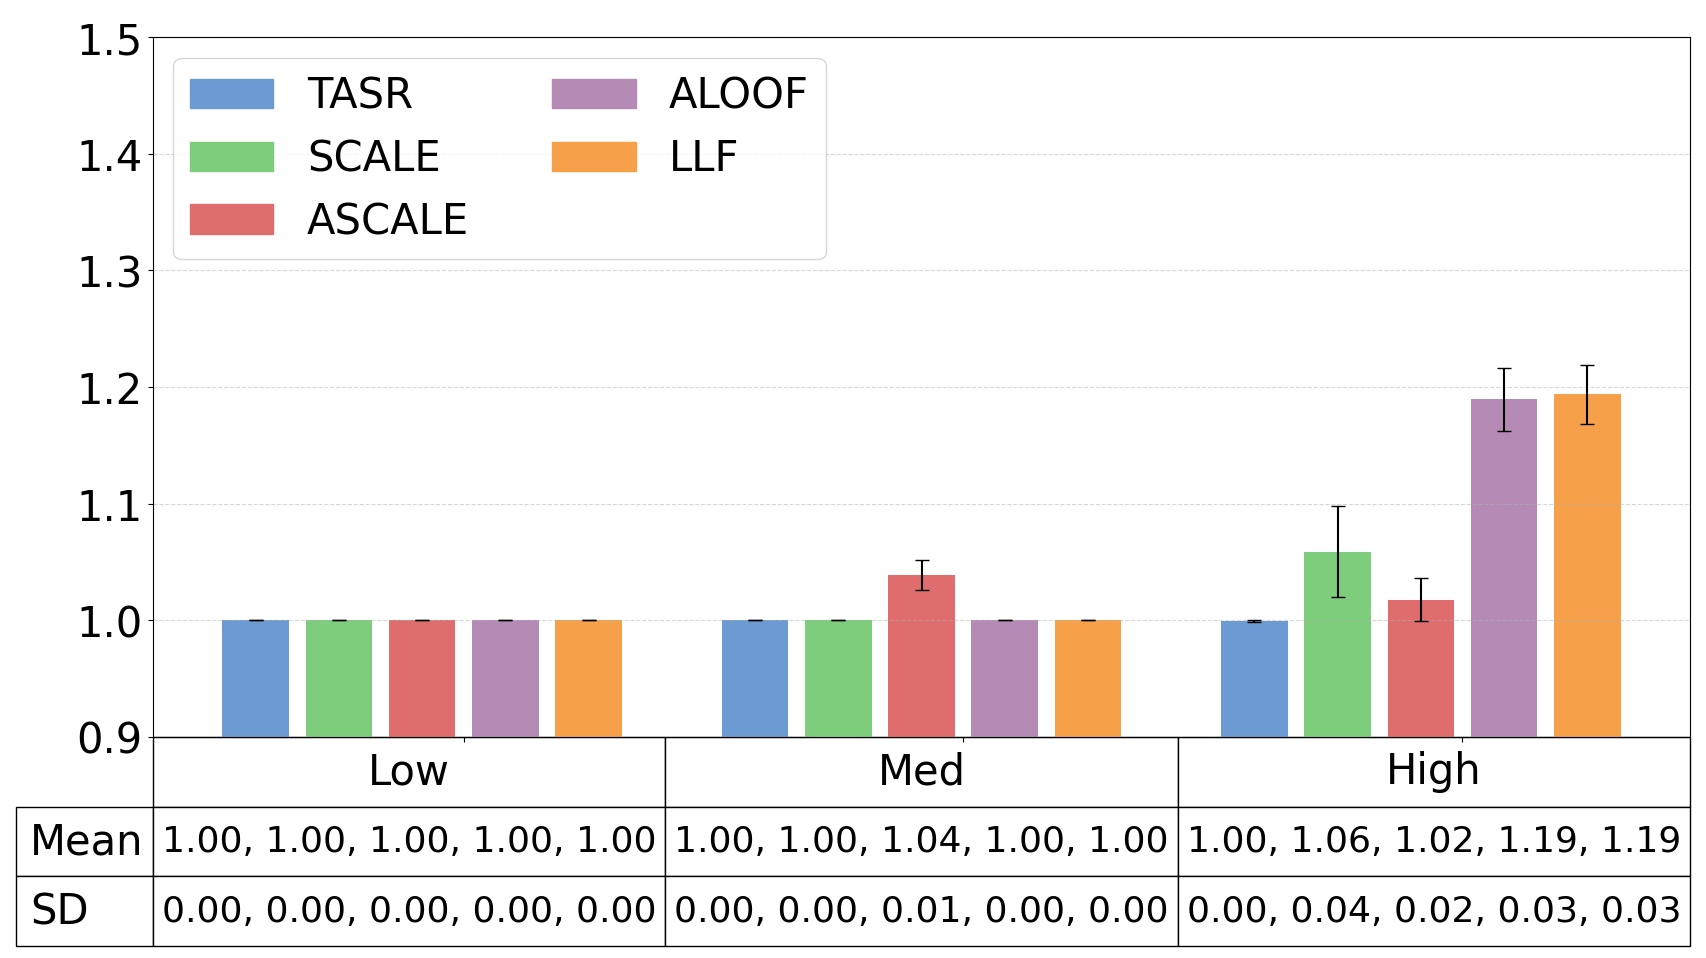 1.5
1.4
1.3
1.2
1.1
1.0
0.9
TASR
SCALE
ASCALE
ALOOF
LLF
Low Med High
Mean 1.00, 1.00, 1.00, 1.00, 1.00 1.00, 1.00, 1.04, 1.00, 1.00 1.00, 1.06, 1.02, 1.19, 1.19
SD 0.00, 0.00, 0.00, 0.00, 0.00 0.00, 0.00, 0.01, 0.00, 0.00 0.00, 0.04, 0.02, 0.03, 0.03